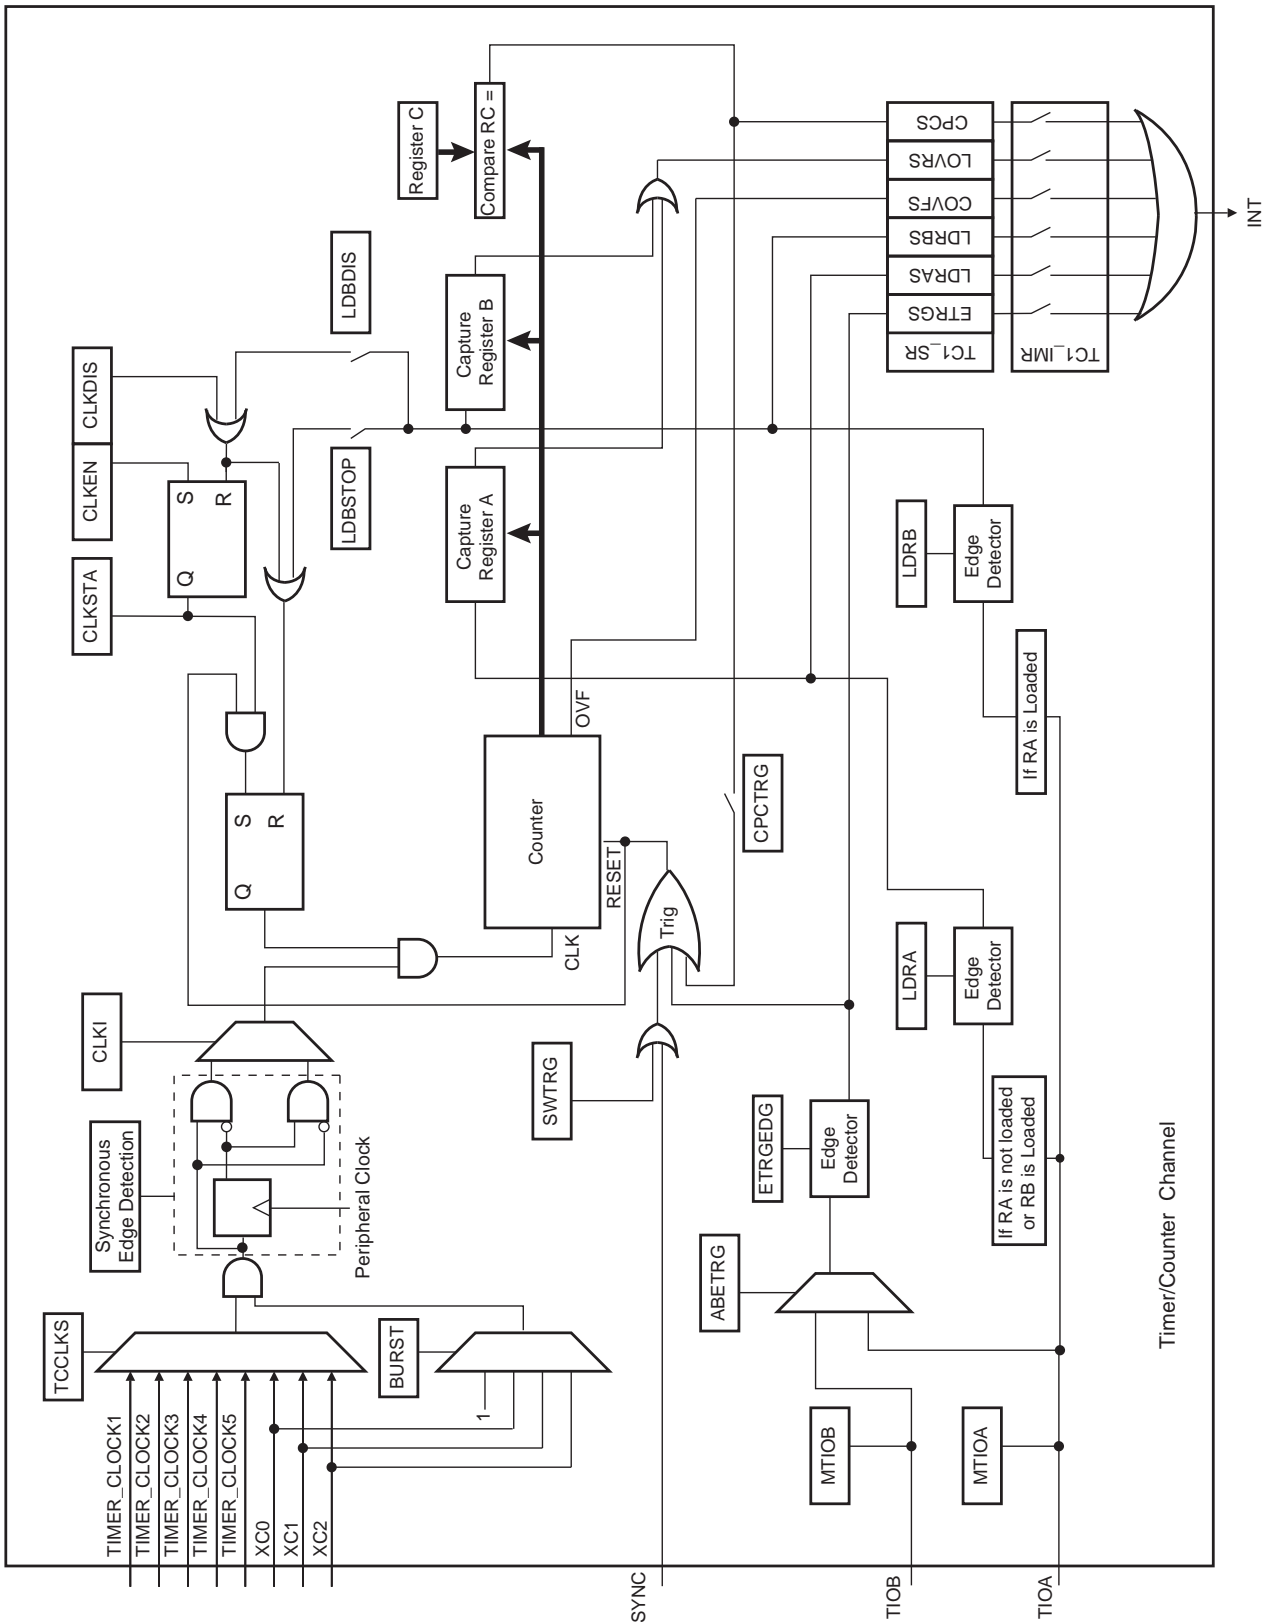 TCCLKS
TIMER_CLOCK1
TIMER_CLOCK2
TIMER_CLOCK3
TIMER_CLOCK4
TIMER_CLOCK5
XC0
XC1
XC2
BURST
1
Synchronous
Edge Detection
Peripheral Clock
CLKI
CLKSTA
CLKEN
CLKDIS
Q
S
R
Q
S
R
LDBSTOP
LDBDIS
SYNC
SWTRG
CLK
Counter
OVF
RESET
Trig
CPCTRG
Register C
Capture
Register A
Capture
Register B
Compare RC =
TIOB
MTIOB
TIOA
MTIOA
ABETRG
ETRGEDG
Edge
Detector
LDRA
Edge
Detector
If RA is not loaded
or RB is Loaded
LDRB
Edge
Detector
If RA is Loaded
TC1_SR
ETRGS
LDRAS
LDRBS
COVFS
LOVRS
CPCS
TC1_IMR
INT
Timer/Counter Channel